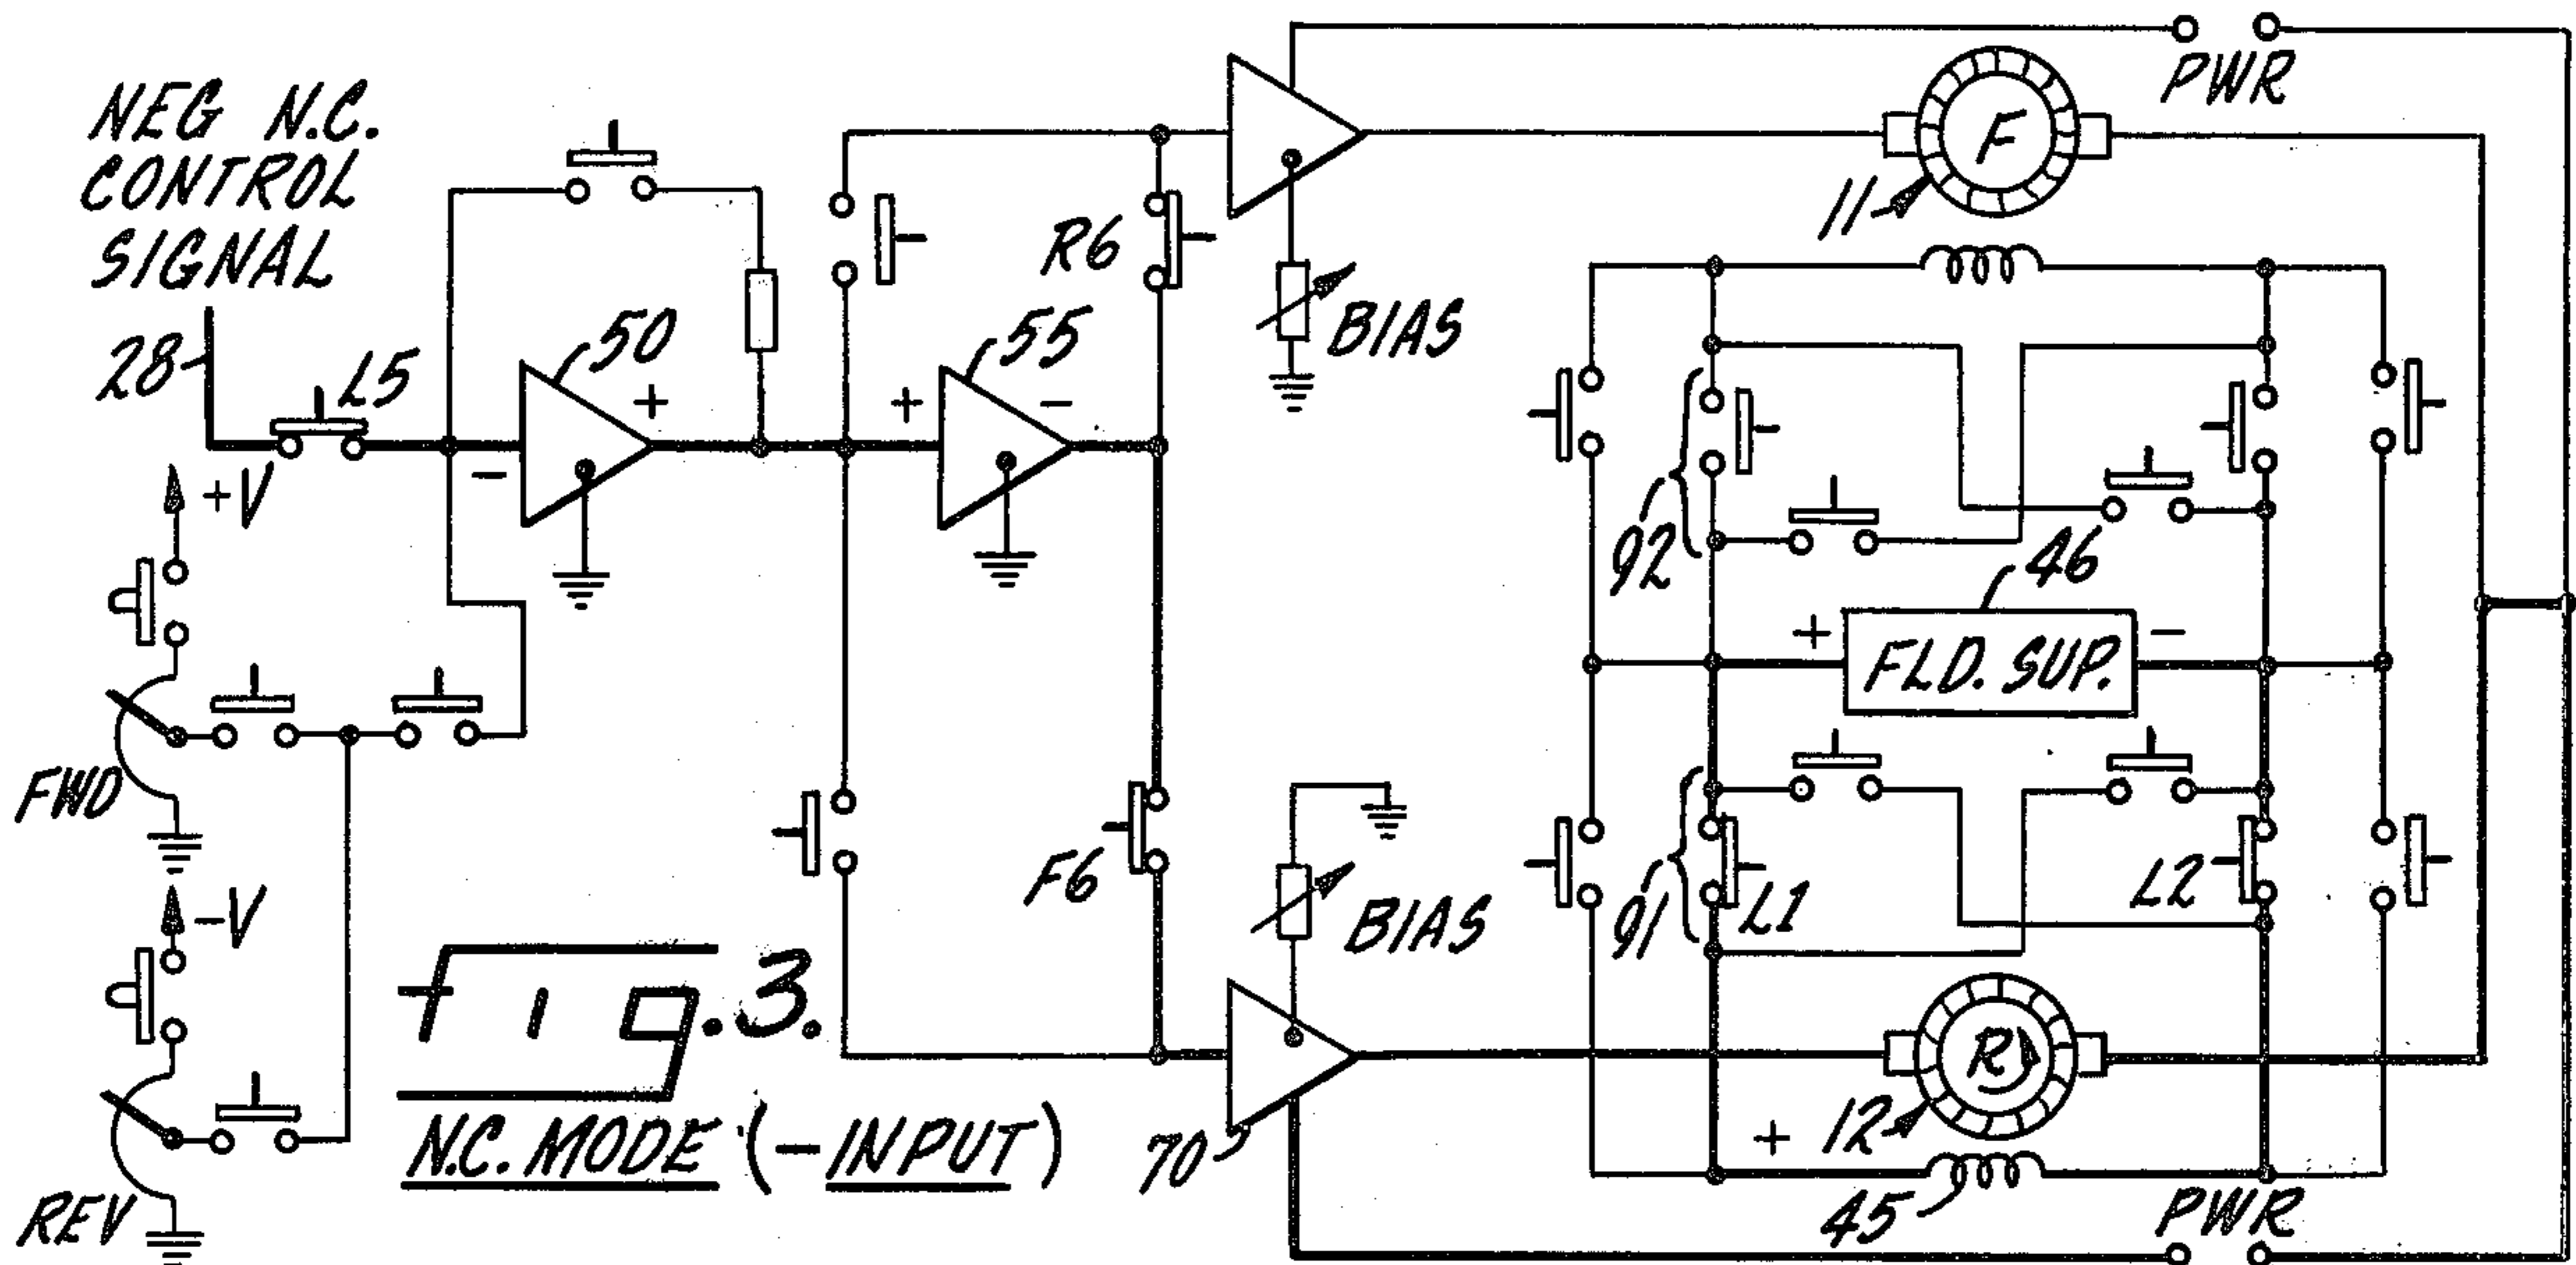 NEG N.C.
CONTROL
SIGNAL
28
L5
50
+
-
+V
FWD
-V
REV
55
+
-
R6
F6
PWR
F
11
BIAS
92
46
+
FLD. SUP.
-
91
L1
L2
BIAS
R
12
+
45
70
PWR
Fig. 3.
N.C. MODE (-INPUT)